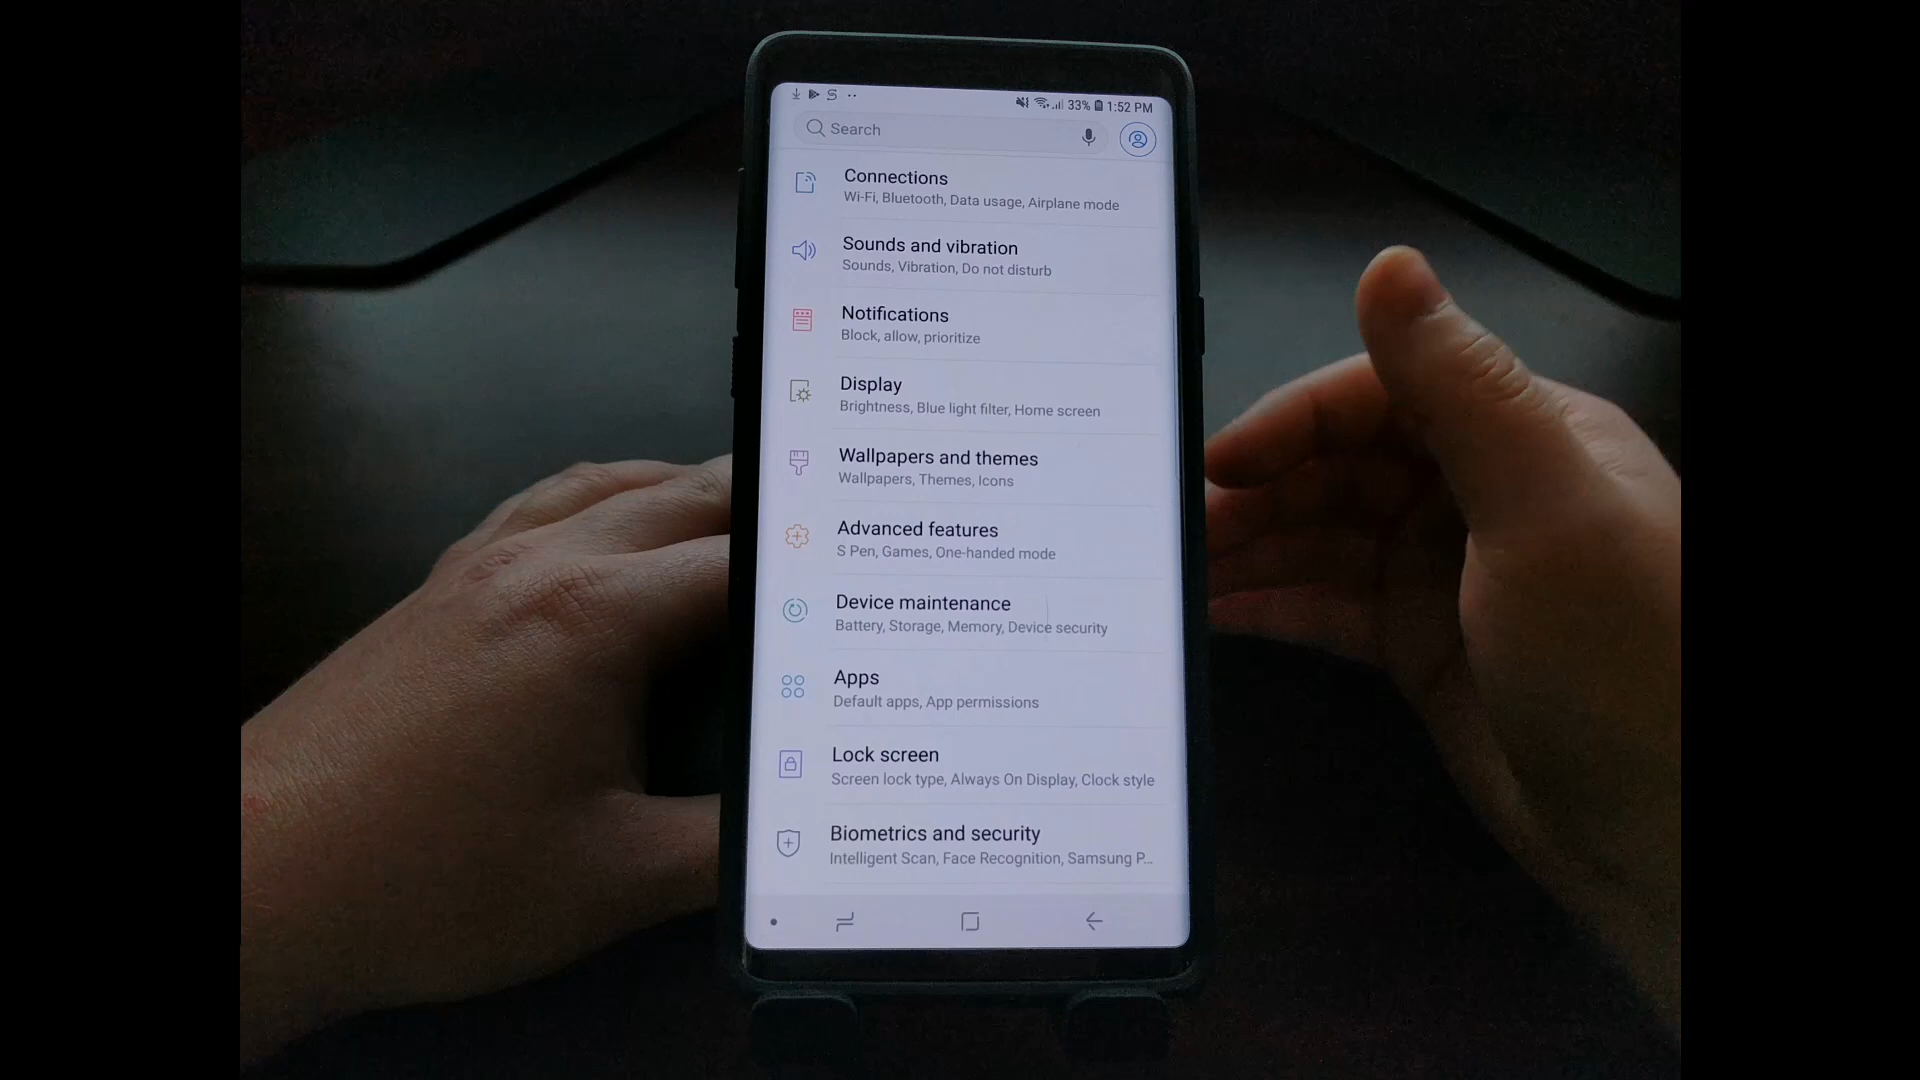 33% 1:52 PM
Search
Connections
Wi-Fi, Bluetooth, Data usage, Airplane mode
Sounds and vibration
Sounds, Vibration, Do not disturb
Notifications
Block, allow, prioritize
Display
Brightness, Blue light filter, Home screen
Wallpapers and themes
Wallpapers, Themes, Icons
Advanced features
S Pen, Games, One-handed mode
Device maintenance
Battery, Storage, Memory, Device security
Apps
Default apps, App permissions
Lock screen
Screen lock type, Always On Display, Clock style
Biometrics and security
Intelligent Scan, Face Recognition, Samsung P...